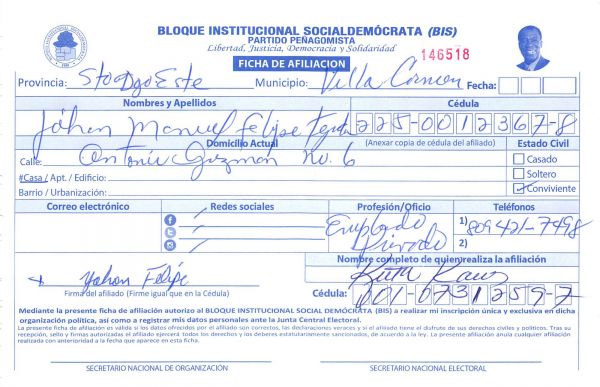 BLOQUE INSTITUCIONAL SOCIALDEMÓCRATA (BIS)
PARTIDO PEÑAGOMISTA
Libertad, Justicia, Democracia y Solidaridad
146518
FICHA DE AFILIACION
Provincia: Sto Dgo Este Municipio: Villa Carmen Fecha:
Nombres y Apellidos Cédula
Manuel Felipe 225-0012367-8
Domicilio Actual (Anexar copia de cédula del afiliado) Estado Civil
Calle: Antonio Guzmán No. 6 Casado
#Casa / Apt. / Edificio: Soltero
Barrio / Urbanización: Conviviente
Correo electrónico Redes sociales Profesión/Oficio Teléfonos
Empleado 1) 809421-7498
Privado 2)
Nombre completo de quien realiza la afiliación
Yohan Felipe Ruth
Firma del afiliado (Firme igual que en la Cédula) Cédula: 001-0731259-7
Mediante la presente ficha de afiliación autorizo al BLOQUE INSTITUCIONAL SOCIAL DEMÓCRATA (BIS) a realizar mi inscripción única y exclusiva en dicha
organización política, así como a registrar mis datos personales ante la Junta Central Electoral.
La presente ficha de afiliación es válida si los datos ofrecidos por el afiliado son correctos, las declaraciones veraces y si el afiliado tiene el disfrute de sus derechos civiles y políticos. Tras su
recepción, sello y firmas autorizadas el afiliado ejercerá todos los derechos y los deberes estatutariamente sancionados, de acuerdo a la ley. La presente afiliación anula cualquier afiliación
realizada con anterioridad a la fecha que aparece en esta ficha.
SECRETARIO NACIONAL DE ORGANIZACIÓN SECRETARIO NACIONAL ELECTORAL